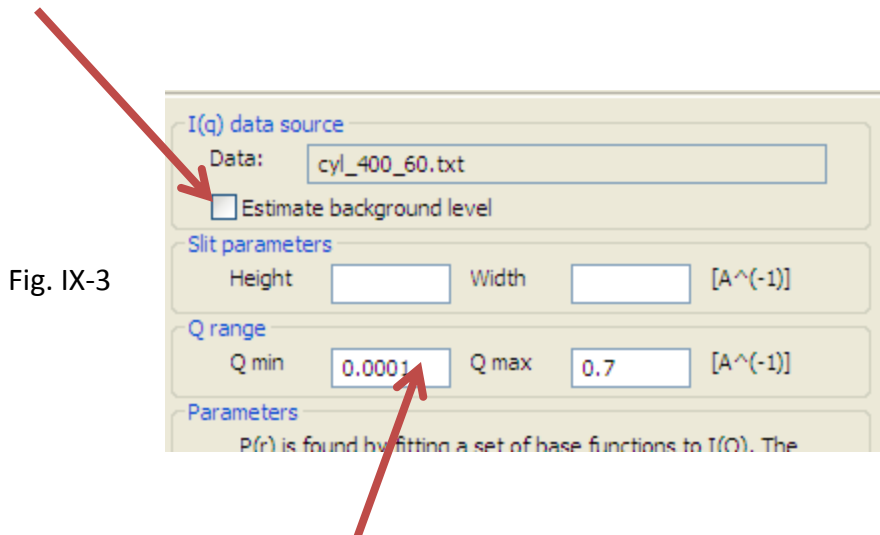 I(q) data source
Data: cyl_400_60.txt
Estimate background level
Slit parameters
Height Width [A^(-1)]
Fig. IX-3
Q range
Q min 0.0001 Q max 0.7 [A^(-1)]
Parameters
P(r) is found by fitting a set of base functions to I(Q). The